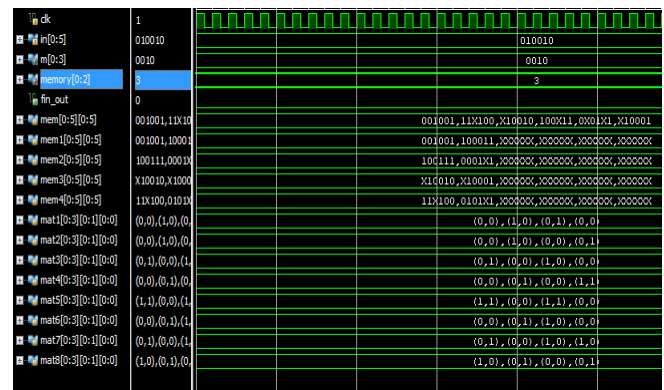 clk 1
in[0:5] 010010 010010
m[0:3] 0010 0010
memory[0:2] 3 3
fin_out 0
mem[0:5][0:5] 001001,11X10 001001,11X100,X10010,100X11,0X01X1,X10001
mem1[0:5][0:5] 001001,10001 001001,100011,XXXXXX,XXXXXX,XXXXXX,XXXXXX
mem2[0:5][0:5] 100111,0001X 100111,0001X1,XXXXXX,XXXXXX,XXXXXX,XXXXXX
mem3[0:5][0:5] X10010,X1000 X10010,X10001,XXXXXX,XXXXXX,XXXXXX,XXXXXX
mem4[0:5][0:5] 11X100,0101X 11X100,0101X1,XXXXXX,XXXXXX,XXXXXX,XXXXXX
mat1[0:3][0:1][0:0] (0,0),(1,0),(0, (0,0),(1,0),(0,1),(0,0)
mat2[0:3][0:1][0:0] (0,0),(1,0),(0, (0,0),(1,0),(0,0),(0,1)
mat3[0:3][0:1][0:0] (0,1),(0,0),(1, (0,1),(0,0),(1,0),(0,0)
mat4[0:3][0:1][0:0] (0,0),(0,1),(0, (0,0),(0,1),(0,0),(1,1)
mat5[0:3][0:1][0:0] (1,1),(0,0),(1, (1,1),(0,0),(1,1),(0,0)
mat6[0:3][0:1][0:0] (0,0),(0,1),(1, (0,0),(0,1),(1,0),(0,0)
mat7[0:3][0:1][0:0] (0,1),(0,0),(1, (0,1),(0,0),(1,0),(1,0)
mat8[0:3][0:1][0:0] (1,0),(0,1),(0, (1,0),(0,1),(0,0),(0,1)